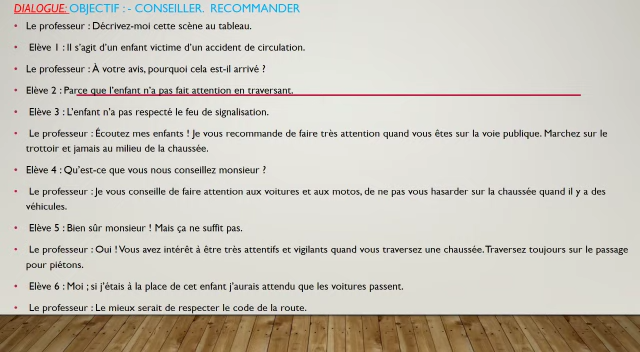 DIALOGUE: OBJECTIF : - CONSEILLER. RECOMMANDER
• Le professeur : Décrivez-moi cette scène au tableau.
• Elève 1 : Il s'agit d'un enfant victime d'un accident de circulation.
• Le professeur : À votre avis, pourquoi cela est-il arrivé ?
• Elève 2 : Parce que l'enfant n'a pas fait attention en traversant.
• Elève 3 : L'enfant n'a pas respecté le feu de signalisation.
• Le professeur : Écoutez mes enfants ! Je vous recommande de faire très attention quand vous êtes sur la voie publique. Marchez sur le
trottoir et jamais au milieu de la chaussée.
• Elève 4 : Qu'est-ce que vous nous conseillez monsieur ?
• Le professeur : Je vous conseille de faire attention aux voitures et aux motos, de ne pas vous hasarder sur la chaussée quand il y a des
véhicules.
• Elève 5 : Bien sûr monsieur ! Mais ça ne suffit pas.
• Le professeur : Oui ! Vous avez intérêt à être très attentifs et vigilants quand vous traversez une chaussée. Traversez toujours sur le passage
pour piétons.
• Elève 6 : Moi ; si j'étais à la place de cet enfant j'aurais attendu que les voitures passent.
• Le professeur : Le mieux serait de respecter le code de la route.